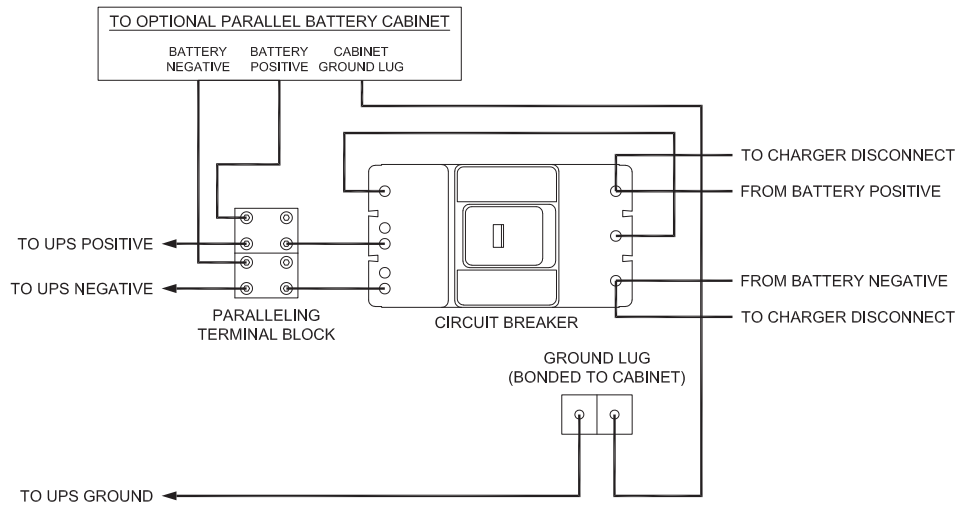 TO OPTIONAL PARALLEL BATTERY CABINET
BATTERY NEGATIVE
BATTERY POSITIVE
CABINET GROUND LUG
TO CHARGER DISCONNECT
FROM BATTERY POSITIVE
TO UPS POSITIVE
TO UPS NEGATIVE
FROM BATTERY NEGATIVE
PARALLELING
TERMINAL BLOCK
CIRCUIT BREAKER
TO CHARGER DISCONNECT
GROUND LUG
(BONDED TO CABINET)
TO UPS GROUND